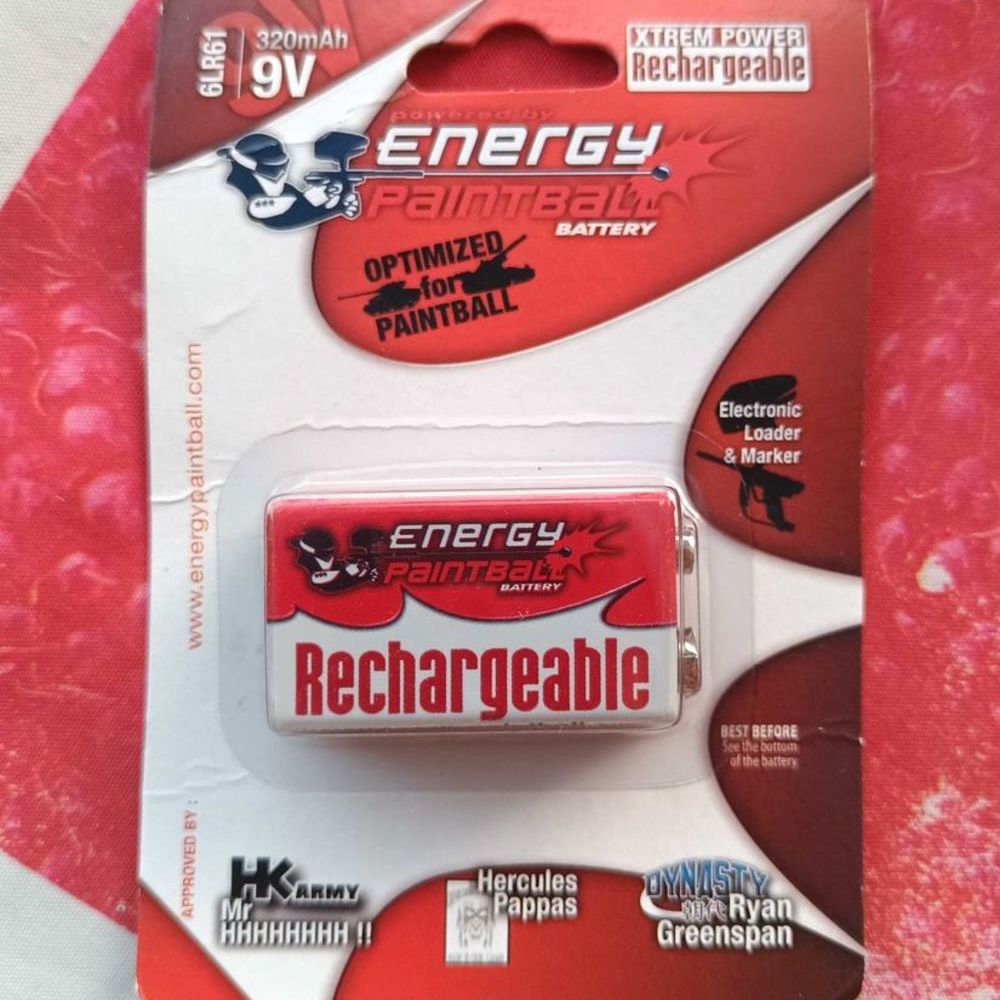 6LR61
320mAh
9V
XTREM POWER
Rechargeable
powered by
ENERGY
PAINTBALL
BATTERY
OPTIMIZED
for
PAINTBALL
Electronic
Loader
& Marker
www.energypaintball.com
ENERGY
PAINTBALL
BATTERY
Rechargeable
BEST BEFORE
See the bottom
of the battery
APPROVED BY :
HK ARMY
Mr
HHHHHHHH !!
Hercules
Pappas
DYNASTY
朝代 Ryan
Greenspan